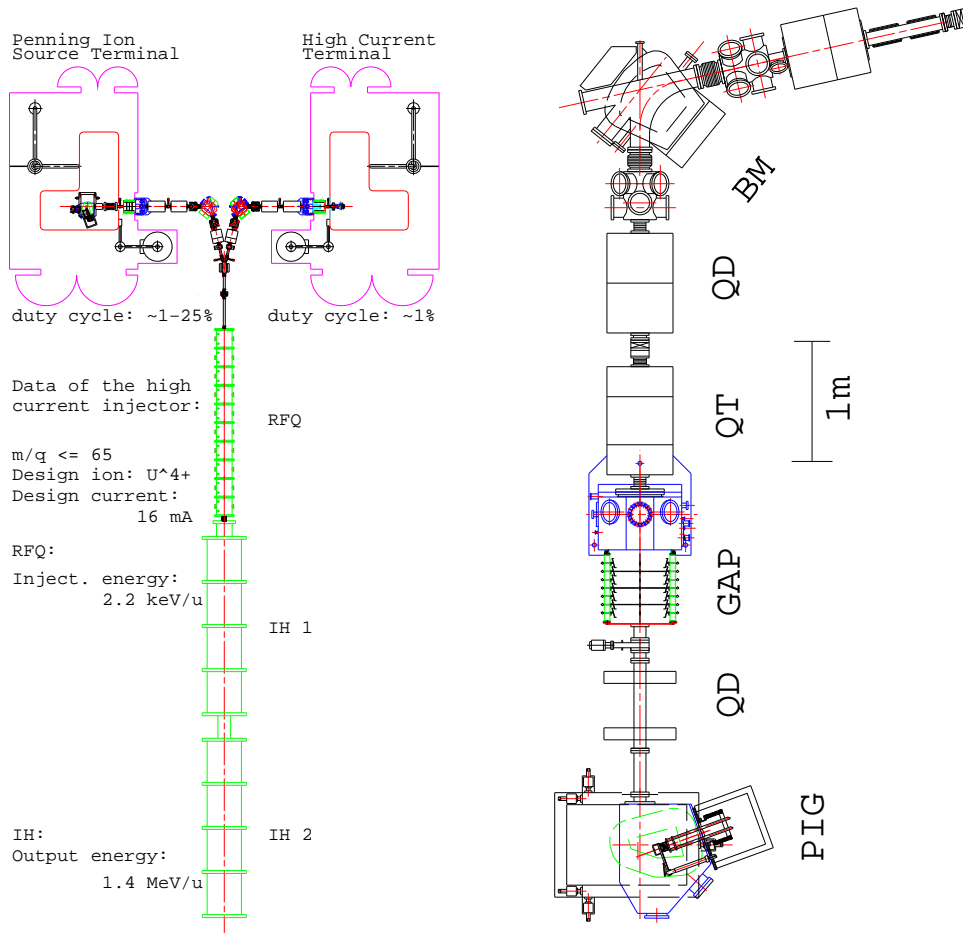 Penning Ion
Source Terminal
High Current
Terminal
duty cycle: ~1-25%
duty cycle: ~1%
Data of the high
current injector:
RFQ
m/q <= 65
Design ion: U^4+
Design current:
16 mA
RFQ:
Inject. energy:
2.2 keV/u
IH 1
IH:
IH 2
Output energy:
1.4 MeV/u
BM
QD
1m
QT
GAP
QD
PIG